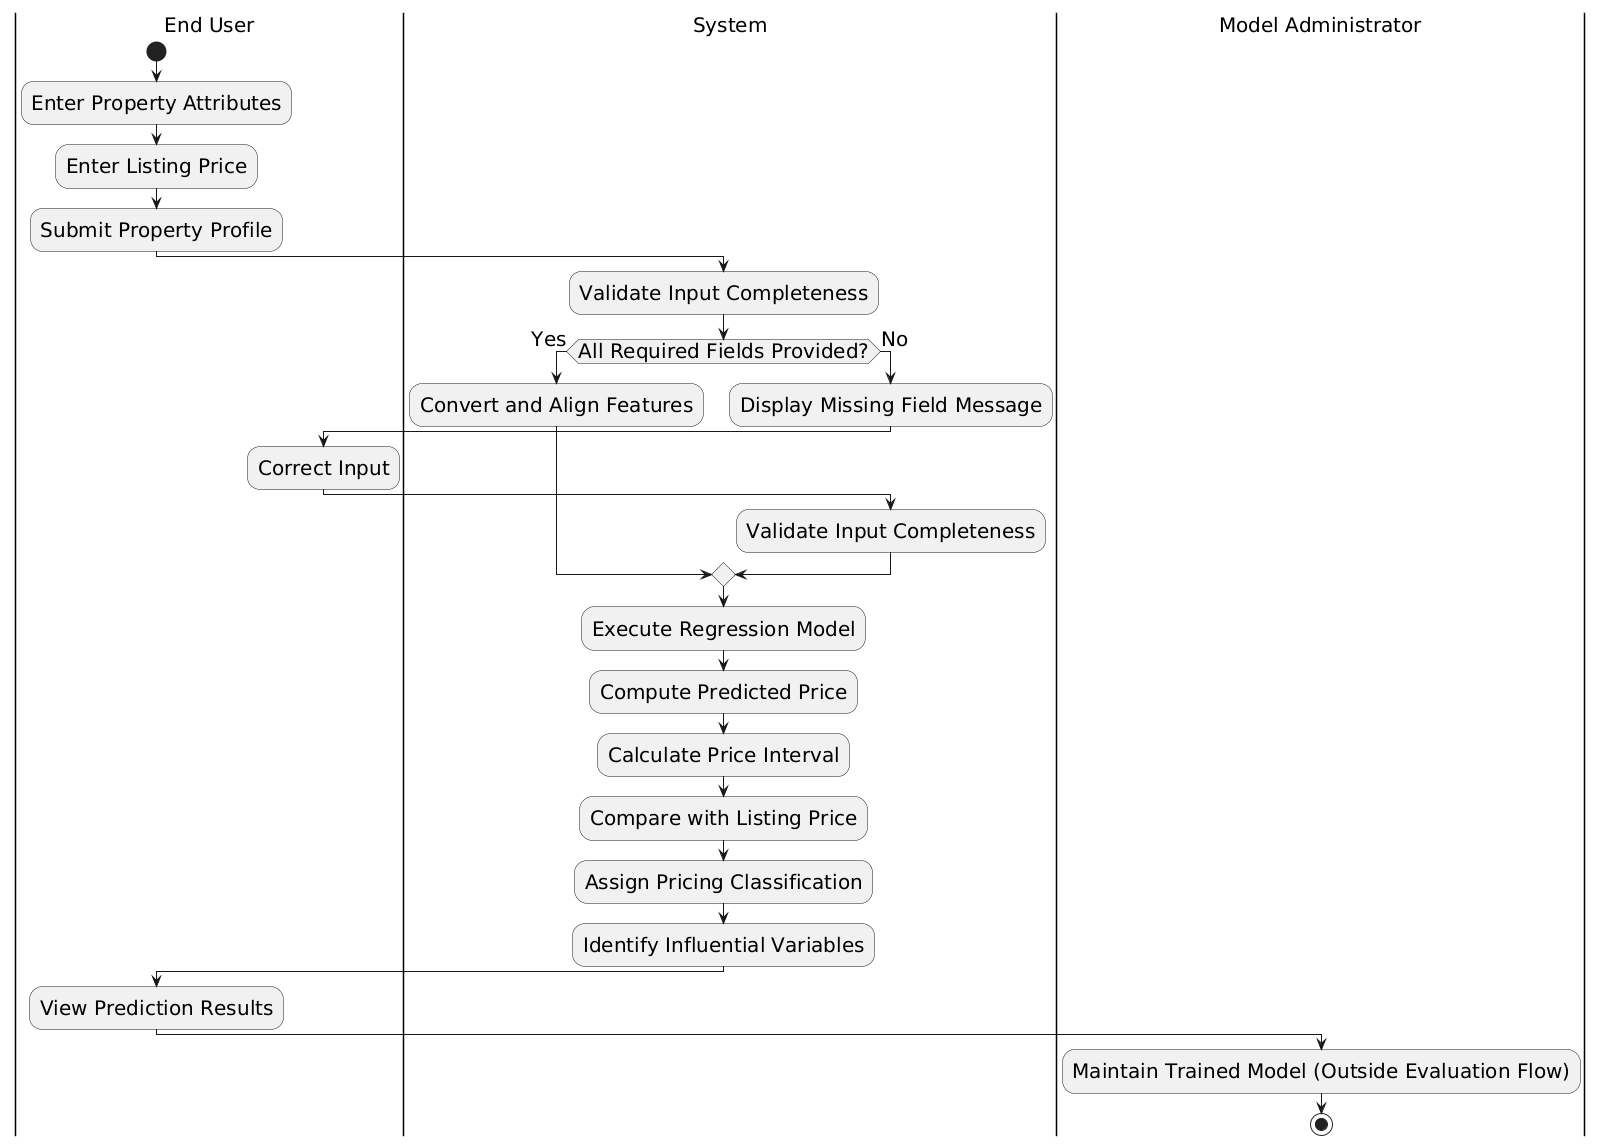 End User
System
Model Administrator
Enter Property Attributes
Enter Listing Price
Submit Property Profile
Validate Input Completeness
Yes
All Required Fields Provided?
No
Convert and Align Features
Display Missing Field Message
Correct Input
Validate Input Completeness
Execute Regression Model
Compute Predicted Price
Calculate Price Interval
Compare with Listing Price
Assign Pricing Classification
Identify Influential Variables
View Prediction Results
Maintain Trained Model (Outside Evaluation Flow)